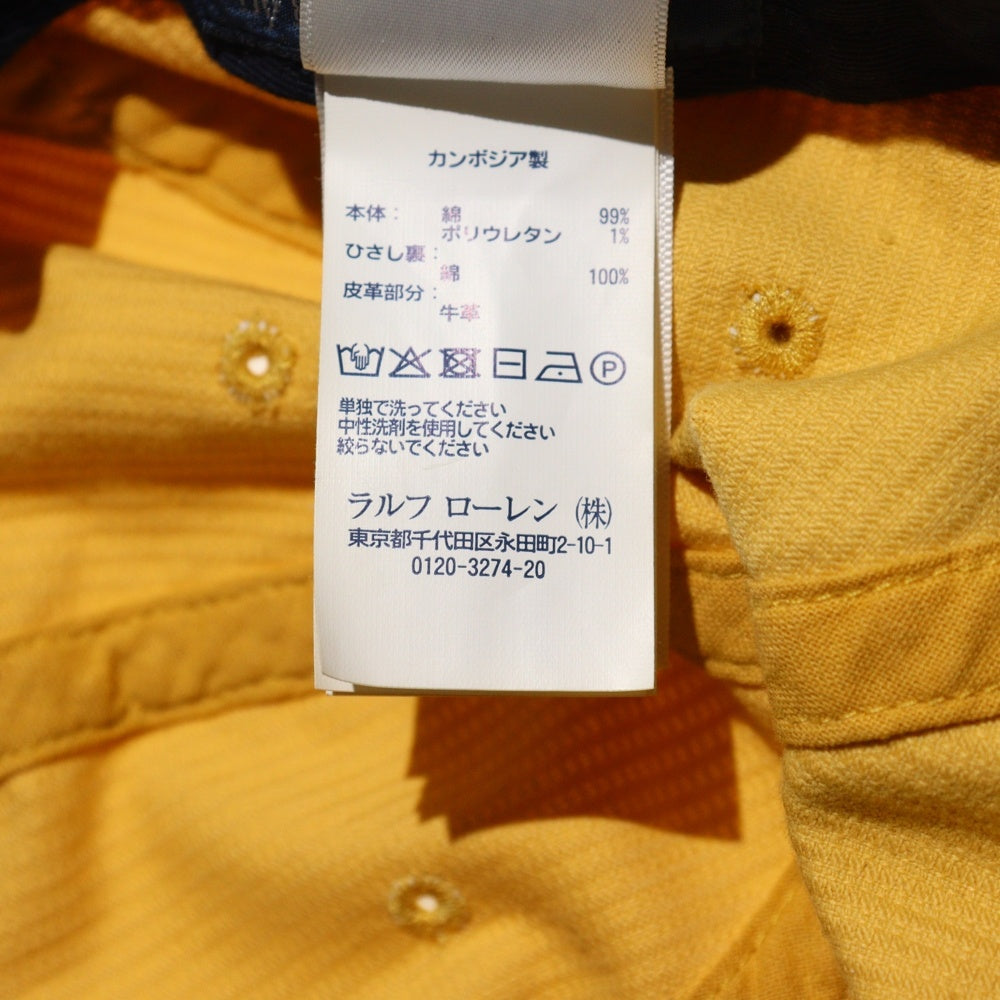 カンボジア製
本体： 綿 99%
ポリウレタン 1%
ひさし裏：
綿 100%
皮革部分：
牛革
P
単独で洗ってください
中性洗剤を使用してください
絞らないでください
ラルフ ローレン ㈱
東京都千代田区永田町2-10-1
0120-3274-20